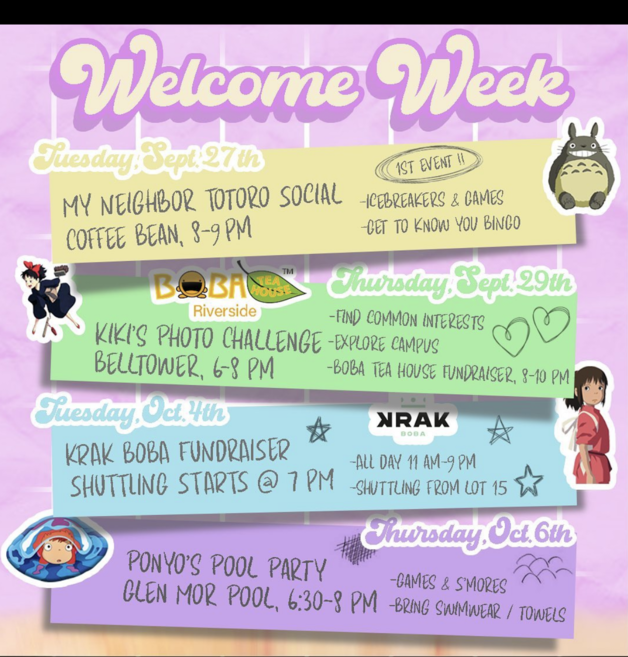 Welcome Week
Tuesday, Sept. 27th
1ST EVENT !!
MY NEIGHBOR TOTORO SOCIAL
COFFEE BEAN, 8-9 PM
-ICEBREAKERS & GAMES
-GET TO KNOW YOU BINGO
BOBA TEA HOUSE TM
Riverside
Thursday, Sept. 29th
KIKI'S PHOTO CHALLENGE
BELLTOWER, 6-8 PM
-FIND COMMON INTERESTS
-EXPLORE CAMPUS
-BOBA TEA HOUSE FUNDRAISER, 8-10 PM
Tuesday, Oct. 4th
KRAK
BOBA
KRAK BOBA FUNDRAISER
SHUTTLING STARTS @ 7 PM
-ALL DAY 11 AM-9 PM
-SHUTTLING FROM LOT 15
Thursday, Oct. 6th
PONYO'S POOL PARTY
GLEN MOR POOL, 6:30-8 PM
-GAMES & S'MORES
-BRING SWIMWEAR / TOWELS